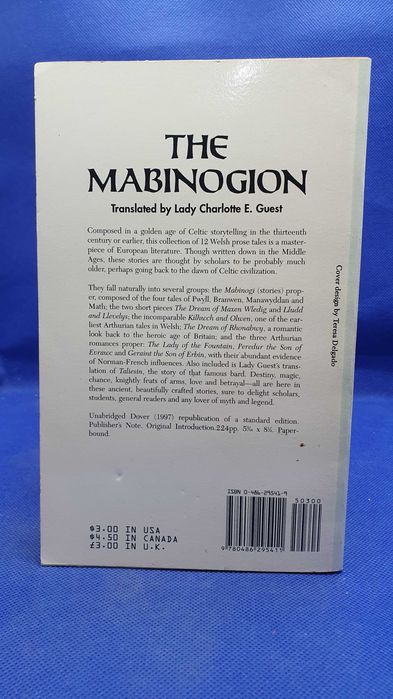 THE
MABINOGION
Translated by Lady Charlotte E. Guest
Composed in a golden age of Celtic storytelling in the thirteenth
century or earlier, this collection of 12 Welsh prose tales is a master-
piece of European literature. Though written down in the Middle
Ages, these stories are thought by scholars to be probably much
older, perhaps going back to the dawn of Celtic civilization.
They fall naturally into several groups: the Mabinogi (stories) prop-
er, composed of the four tales of Pwyll, Branwen, Manawyddan and
Math; the two short pieces The Dream of Maxen Wledig and Lludd
and Llevelys; the incomparable Kilhwch and Olwen, one of the ear-
liest Arthurian tales in Welsh; The Dream of Rhonabwy, a romantic
look back to the heroic age of Britain; and the three Arthurian
romances proper: The Lady of the Fountain, Peredur the Son of
Evrawc and Geraint the Son of Erbin, with their abundant evidence
of Norman-French influences. Also included is Lady Guest's trans-
lation of Taliesin, the story of that famous bard. Destiny, magic,
chance, knightly feats of arms, love and betrayal—all are here in
these ancient, beautifully crafted stories, sure to delight scholars,
students, general readers and any lover of myth and legend.
Unabridged Dover (1997) republication of a standard edition.
Publisher's Note. Original Introduction. 224pp. 5³⁄₁₆ x 8¼. Paper-
bound.
Cover design by Teresa Delgado
$3.00 IN USA
$4.50 IN CANADA
£3.00 IN U.K.
ISBN 0-486-29541-9
50300
9 780486 295411